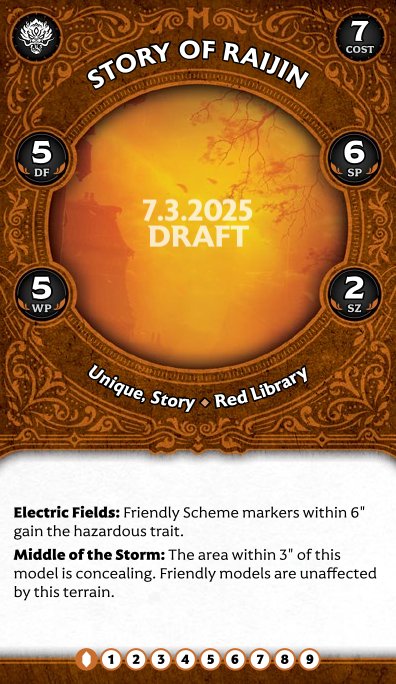 M
STORY OF RAIJIN
7
COST
5
DF
6
SP
7.3.2025
DRAFT
5
WP
2
SZ
Unique, Story ◆ Red Library
Electric Fields: Friendly Scheme markers within 6"
gain the hazardous trait.
Middle of the Storm: The area within 3" of this
model is concealing. Friendly models are unaffected
by this terrain.
1 2 3 4 5 6 7 8 9